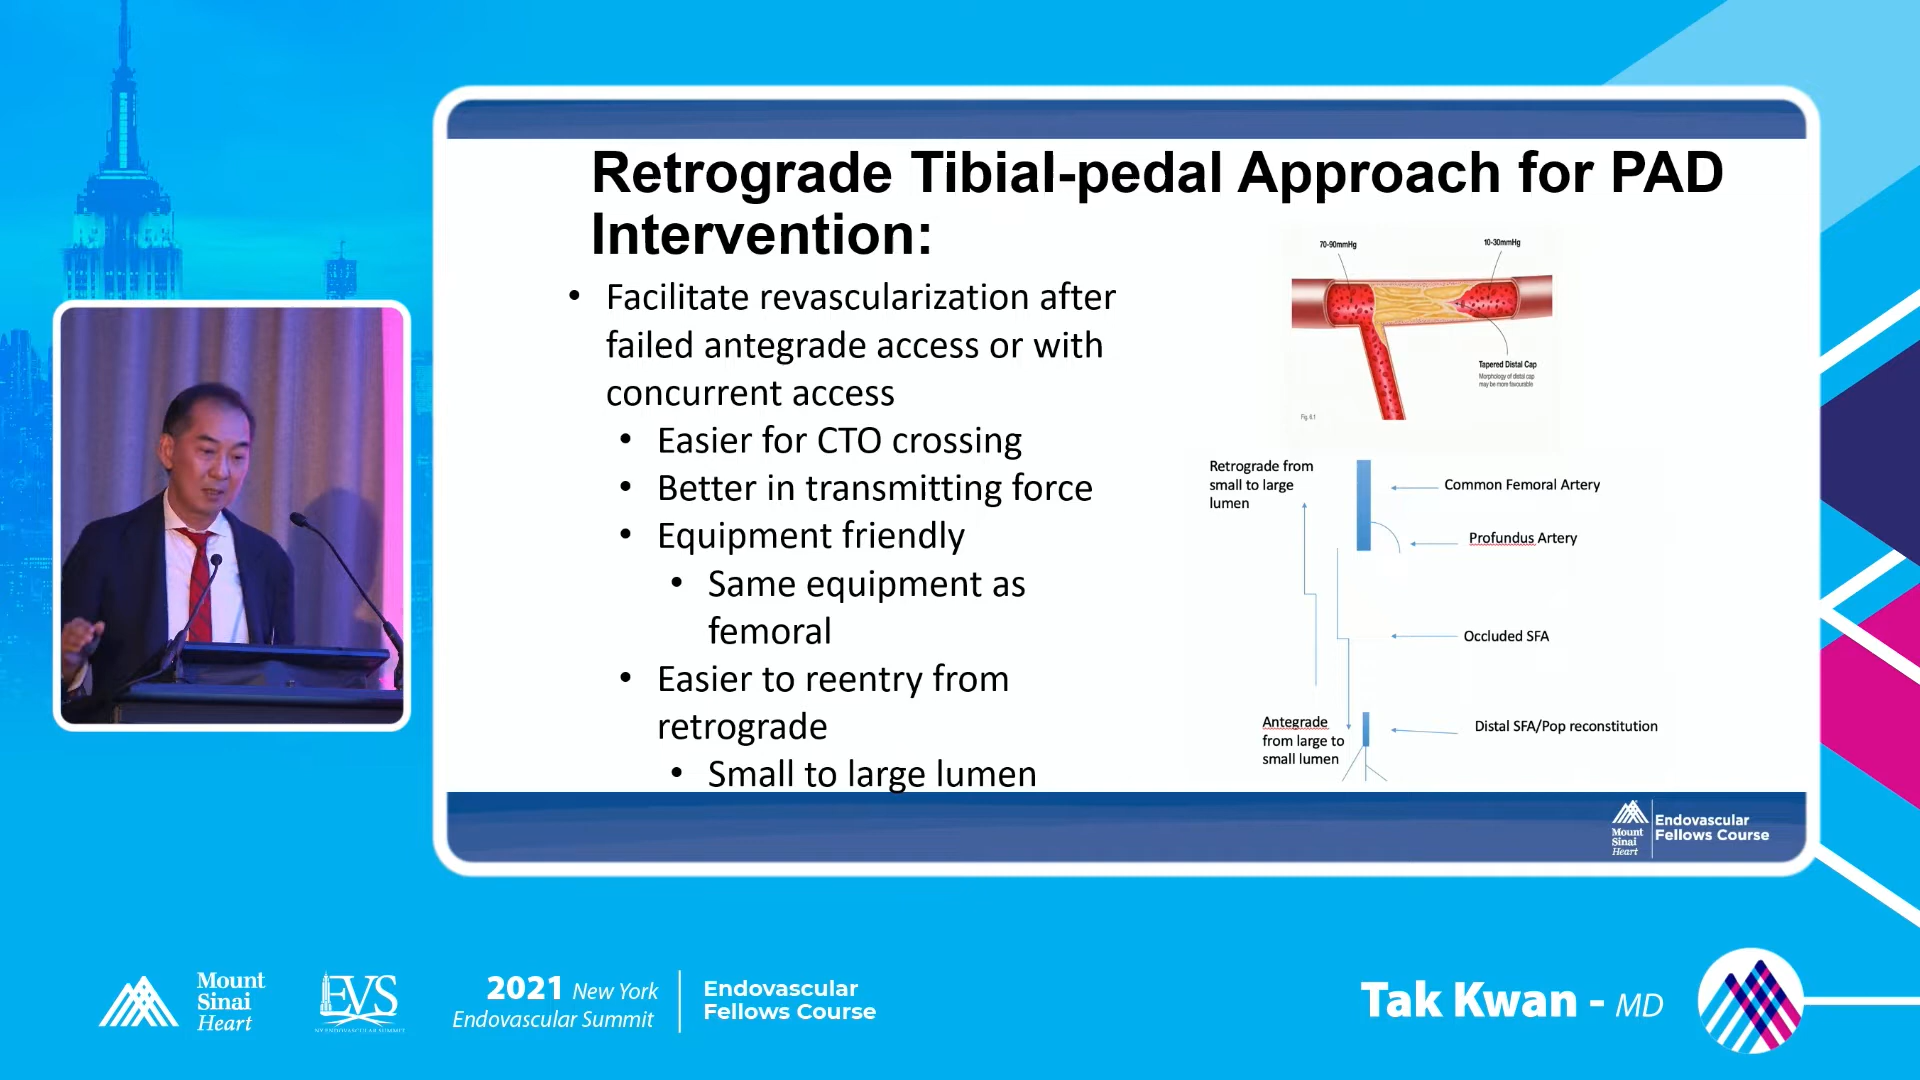 Retrograde Tibial-pedal Approach for PAD
Intervention:
• Facilitate revascularization after
failed antegrade access or with
concurrent access
• Easier for CTO crossing
• Better in transmitting force
• Equipment friendly
• Same equipment as
femoral
• Easier to reentry from
retrograde
• Small to large lumen
70-90mmHg
10-30mmHg
Tapered Distal Cap
Morphology of distal cap
may be more favourable
Fig. 6.1
Retrograde from
small to large
lumen
Common Femoral Artery
Profundus Artery
Occluded SFA
Antegrade
from large to
small lumen
Distal SFA/Pop reconstitution
Mount
Sinai
Heart
Endovascular
Fellows Course
Mount
Sinai
Heart
EVS
NY ENDOVASCULAR SUMMIT
2021 New York
Endovascular Summit
Endovascular
Fellows Course
Tak Kwan - MD